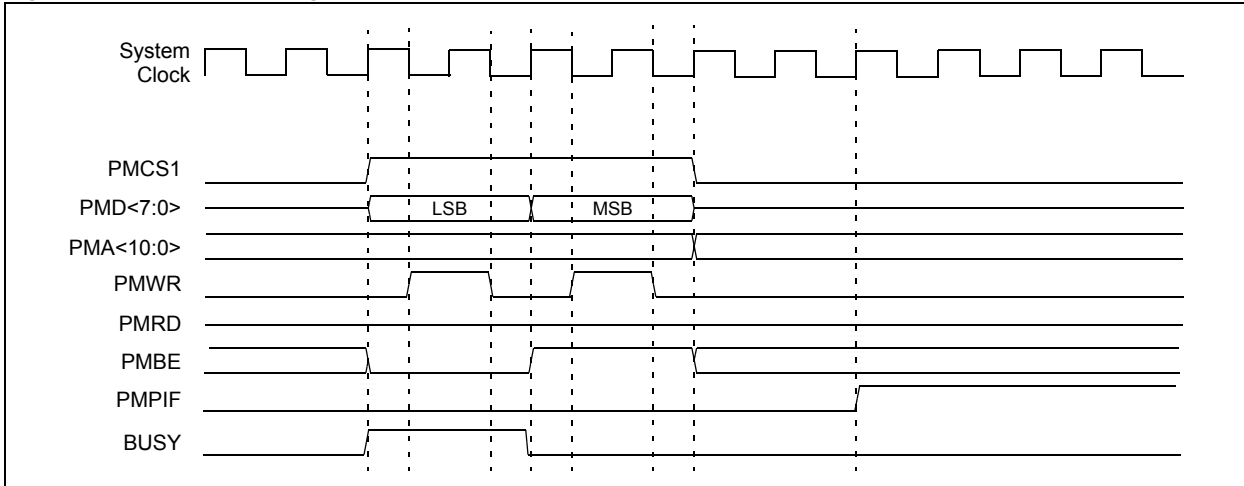 System
Clock
PMCS1
PMD<7:0>
LSB
MSB
PMA<10:0>
PMWR
PMRD
PMBE
PMPIF
BUSY